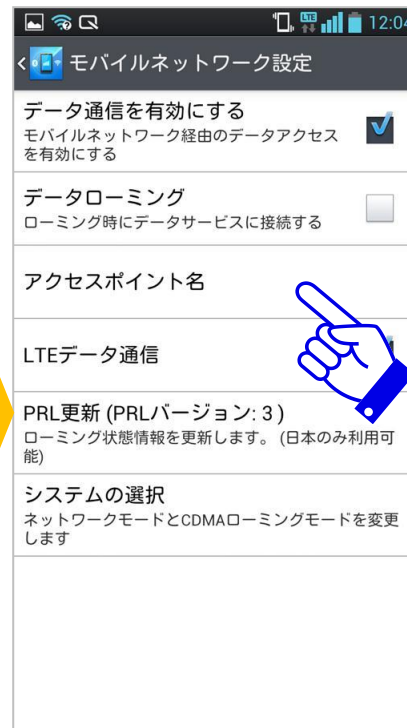 LTE 12:04
モバイルネットワーク設定
データ通信を有効にする
モバイルネットワーク経由のデータアクセス
を有効にする
データローミング
ローミング時にデータサービスに接続する
アクセスポイント名
LTEデータ通信
PRL更新 (PRLバージョン: 3 )
ローミング状態情報を更新します。 (日本のみ利用可
能)
システムの選択
ネットワークモードとCDMAローミングモードを変更
します